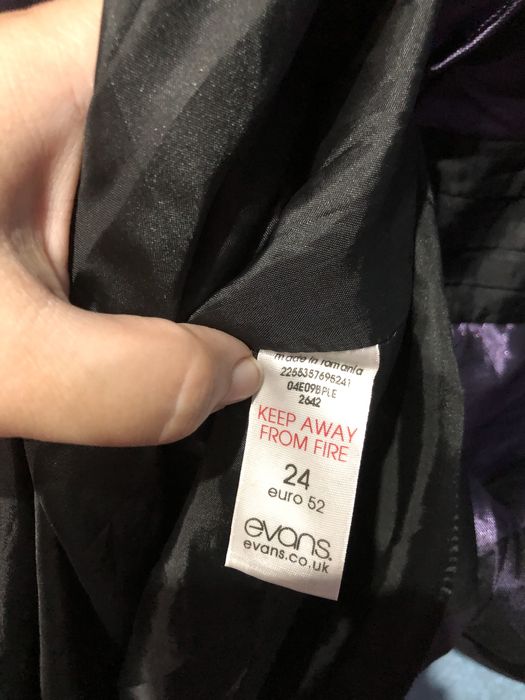 made in romania
2255357695241
04E09BPLE
2642
KEEP AWAY
FROM FIRE
24
euro 52
evans.
evans.co.uk